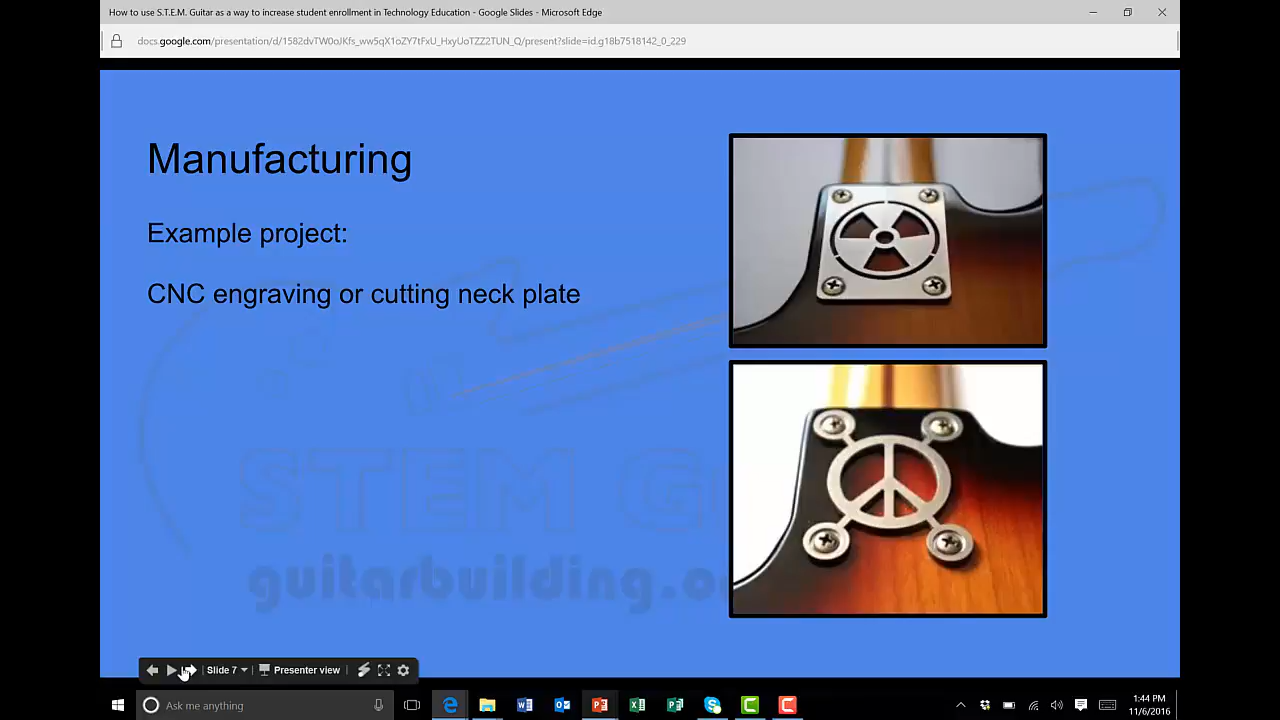 How to use S.T.E.M. Guitar as a way to increase student enrollment in Technology Education - Google Slides - Microsoft Edge
docs.google.com/presentation/d/1582dvTW0oJKfs_ww5qX1oZY7tFxU_HxyUoTZZ2TUN_Q/present?slide=id.g18b7518142_0_229
Manufacturing
Example project:
CNC engraving or cutting neck plate
STEM G
guitarbuilding.o
Slide 7
Presenter view
Ask me anything
1:44 PM
11/6/2016